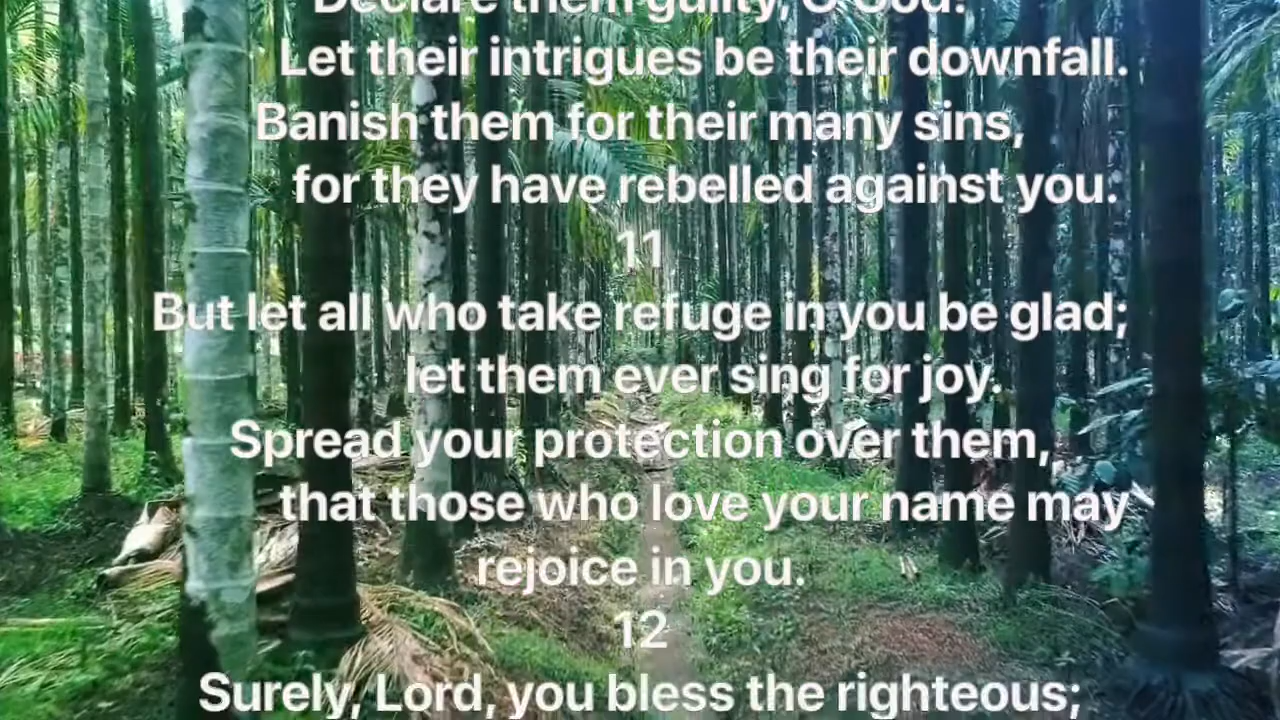 Declare them guilty, O God!
Let their intrigues be their downfall.
Banish them for their many sins,
for they have rebelled against you.
11
But let all who take refuge in you be glad;
let them ever sing for joy.
Spread your protection over them,
that those who love your name may
rejoice in you.
12
Surely, Lord, you bless the righteous;